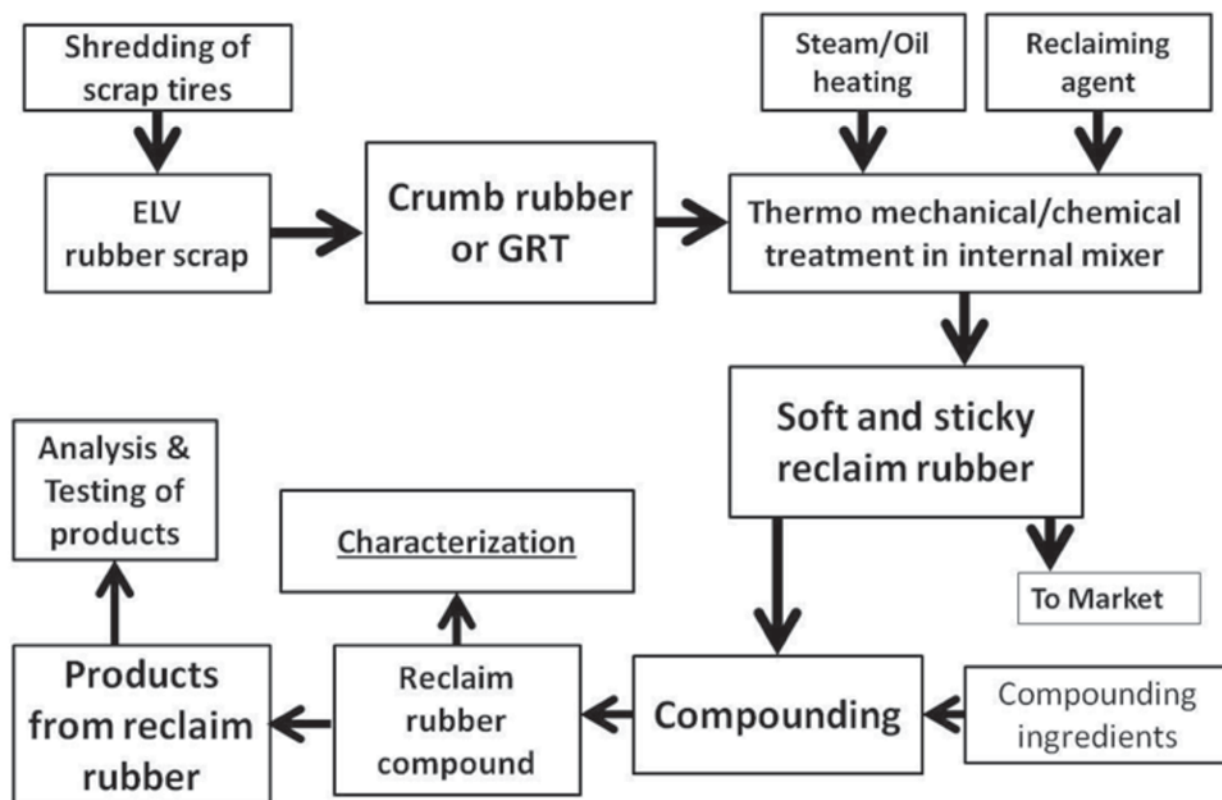 Shredding of
scrap tires
Steam/Oil
heating
Reclaiming
agent
ELV
rubber scrap
Crumb rubber
or GRT
Thermo mechanical/chemical
treatment in internal mixer
Soft and sticky
reclaim rubber
Analysis &
Testing of
products
Characterization
To Market
Products
from reclaim
rubber
Reclaim
rubber
compound
Compounding
Compounding
ingredients